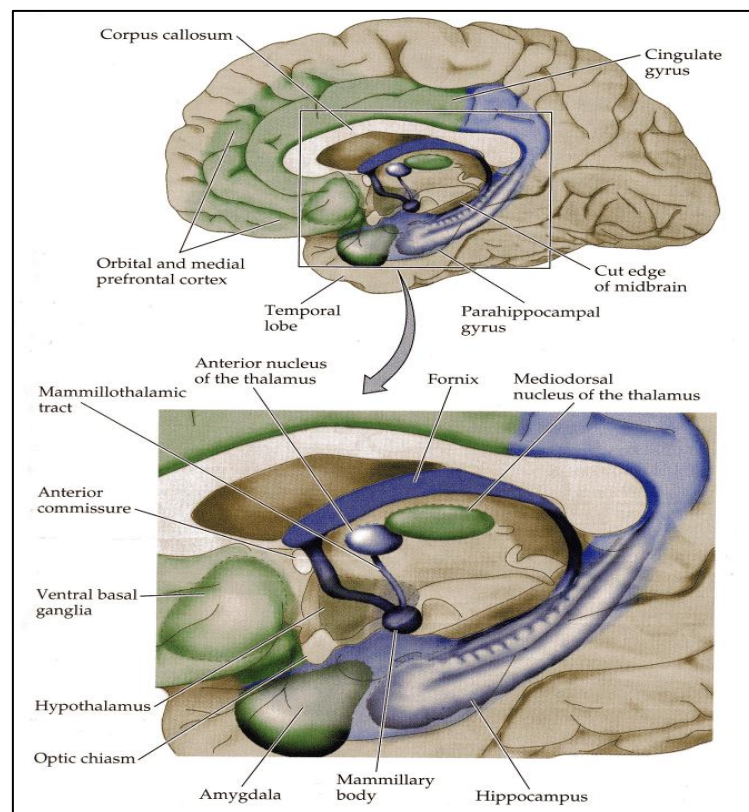 Corpus callosum
Cingulate
gyrus
Orbital and medial
prefrontal cortex
Cut edge
of midbrain
Temporal
lobe
Parahippocampal
gyrus
Anterior nucleus
of the thalamus
Fornix
Mediodorsal
nucleus of the thalamus
Mammillothalamic
tract
Anterior
commissure
Ventral basal
ganglia
Hypothalamus
Optic chiasm
Amygdala
Mammillary
body
Hippocampus